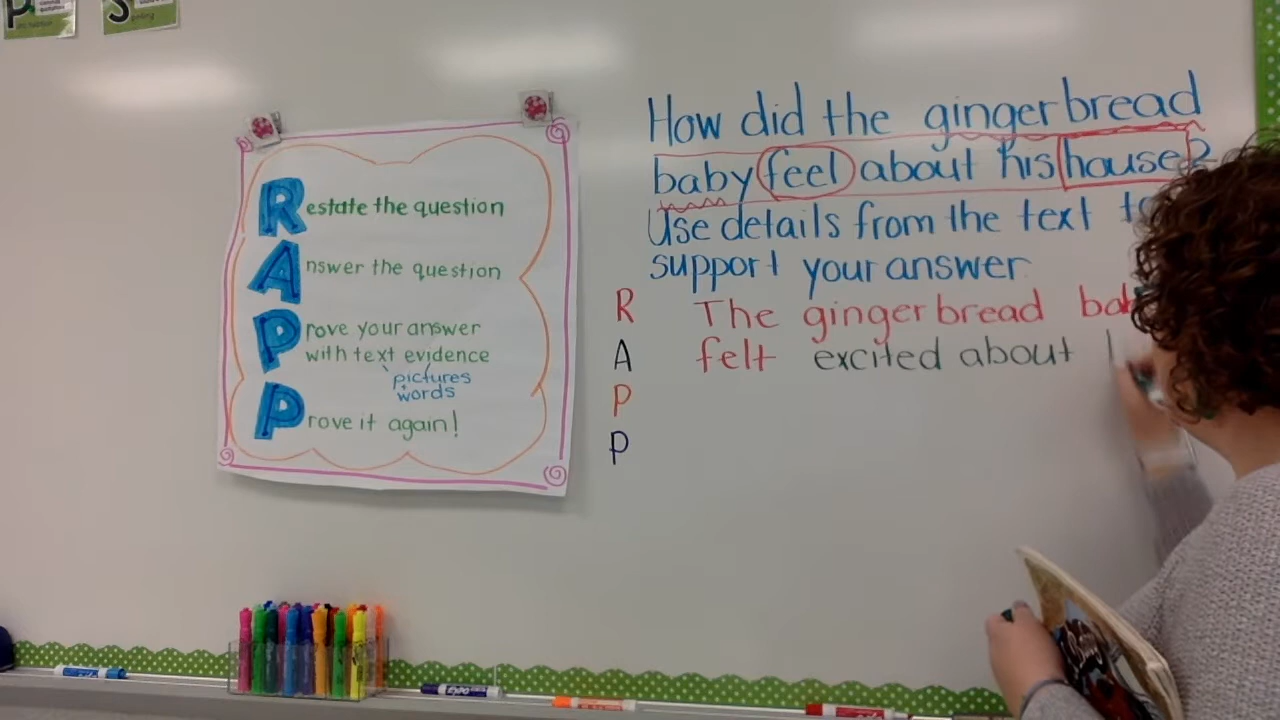 P
S
Restate the question
Answer the question
Prove your answer
with text evidence
pictures
words
Prove it again!
How did the gingerbread
baby feel about his house?
Use details from the text to
support your answer
R The gingerbread bab
A felt excited about
P
P
EXPO